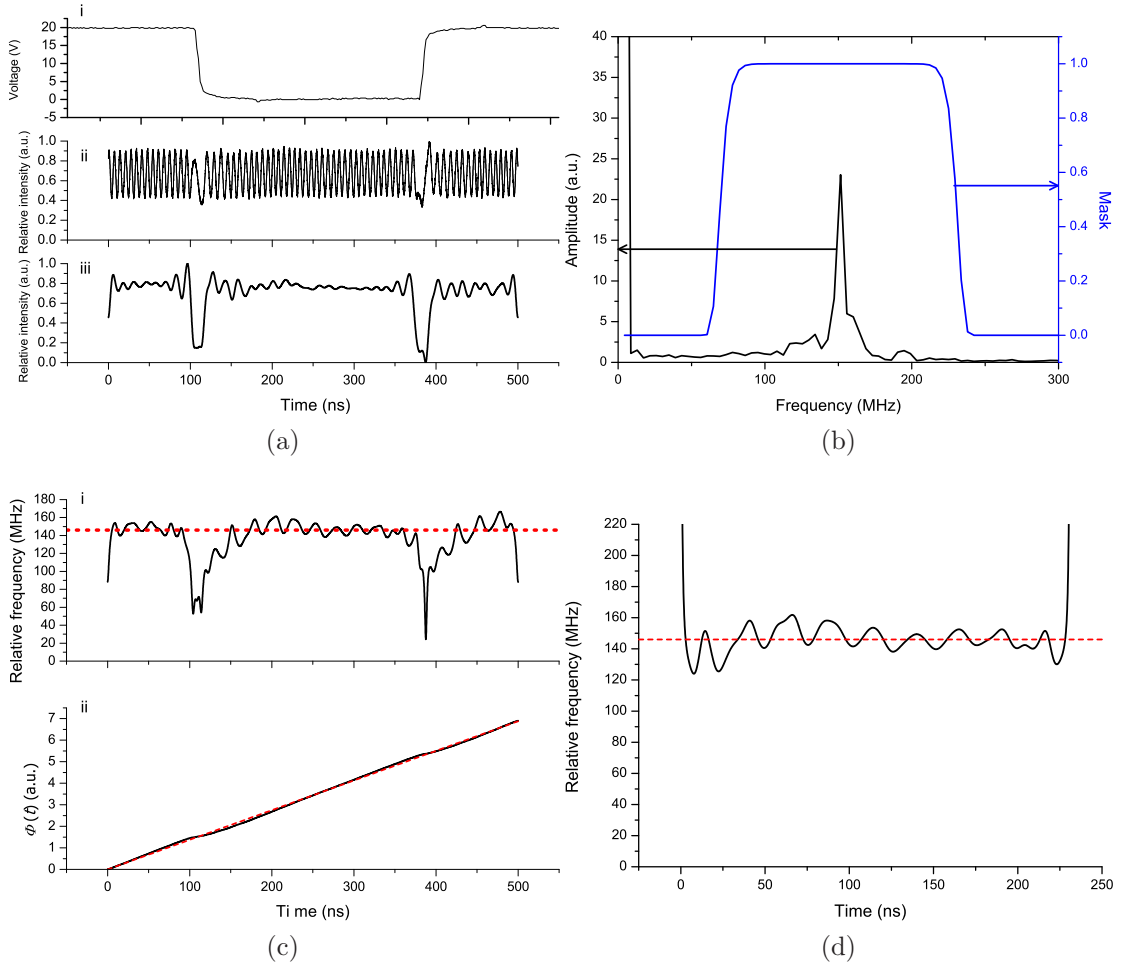 i
Voltage (V)
20
15
10
5
0
-5
ii
Relative intensity (a.u.)
1.0
0.8
0.6
0.4
0.2
0.0
iii
Relative intensity (a.u.)
1.0
0.8
0.6
0.4
0.2
0.0
0 100 200 300 400 500
Time (ns)
(a)
Amplitude (a.u.)
40
35
30
25
20
15
10
5
0
1.0
0.8
0.6
0.4
0.2
0.0
Mask
0 100 200 300
Frequency (MHz)
(b)
i
Relative frequency (MHz)
180
160
140
120
100
80
60
40
20
0
ii
Φ (t) (a.u.)
7
6
5
4
3
2
1
0
0 100 200 300 400 500
Ti me (ns)
(c)
Relative frequency (MHz)
220
200
180
160
140
120
100
80
60
40
20
0
0 50 100 150 200 250
Time (ns)
(d)